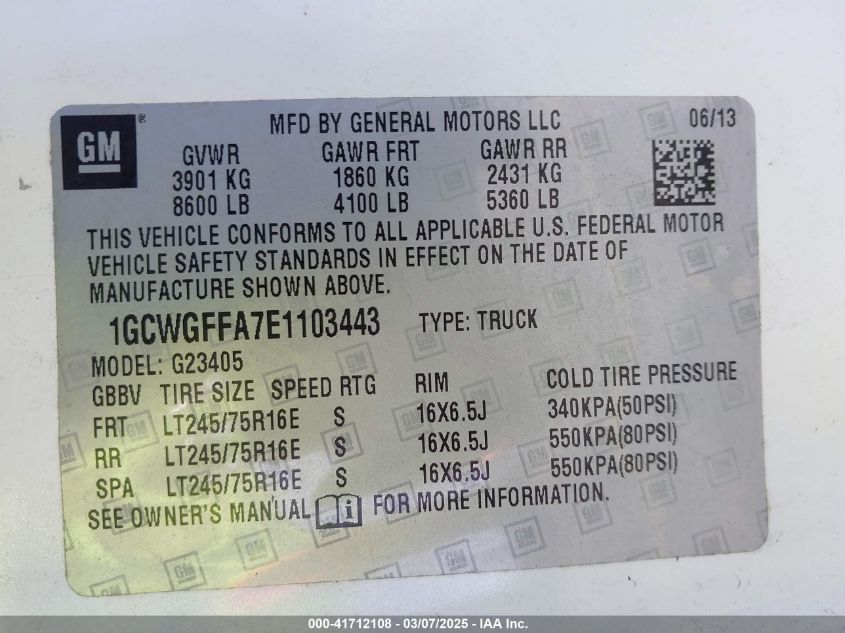 GM ® MFD BY GENERAL MOTORS LLC 06/13
GVWR GAWR FRT GAWR RR
3901 KG 1860 KG 2431 KG
8600 LB 4100 LB 5360 LB
THIS VEHICLE CONFORMS TO ALL APPLICABLE U.S. FEDERAL MOTOR
VEHICLE SAFETY STANDARDS IN EFFECT ON THE DATE OF
MANUFACTURE SHOWN ABOVE.
1GCWGFFA7E1103443 TYPE: TRUCK
MODEL: G23405
GBBV TIRE SIZE SPEED RTG RIM COLD TIRE PRESSURE
FRT LT245/75R16E S 16X6.5J 340KPA(50PSI)
RR LT245/75R16E S 16X6.5J 550KPA(80PSI)
SPA LT245/75R16E S 16X6.5J 550KPA(80PSI)
SEE OWNER'S MANUAL i FOR MORE INFORMATION.
000-41712108 - 03/07/2025 - IAA Inc.